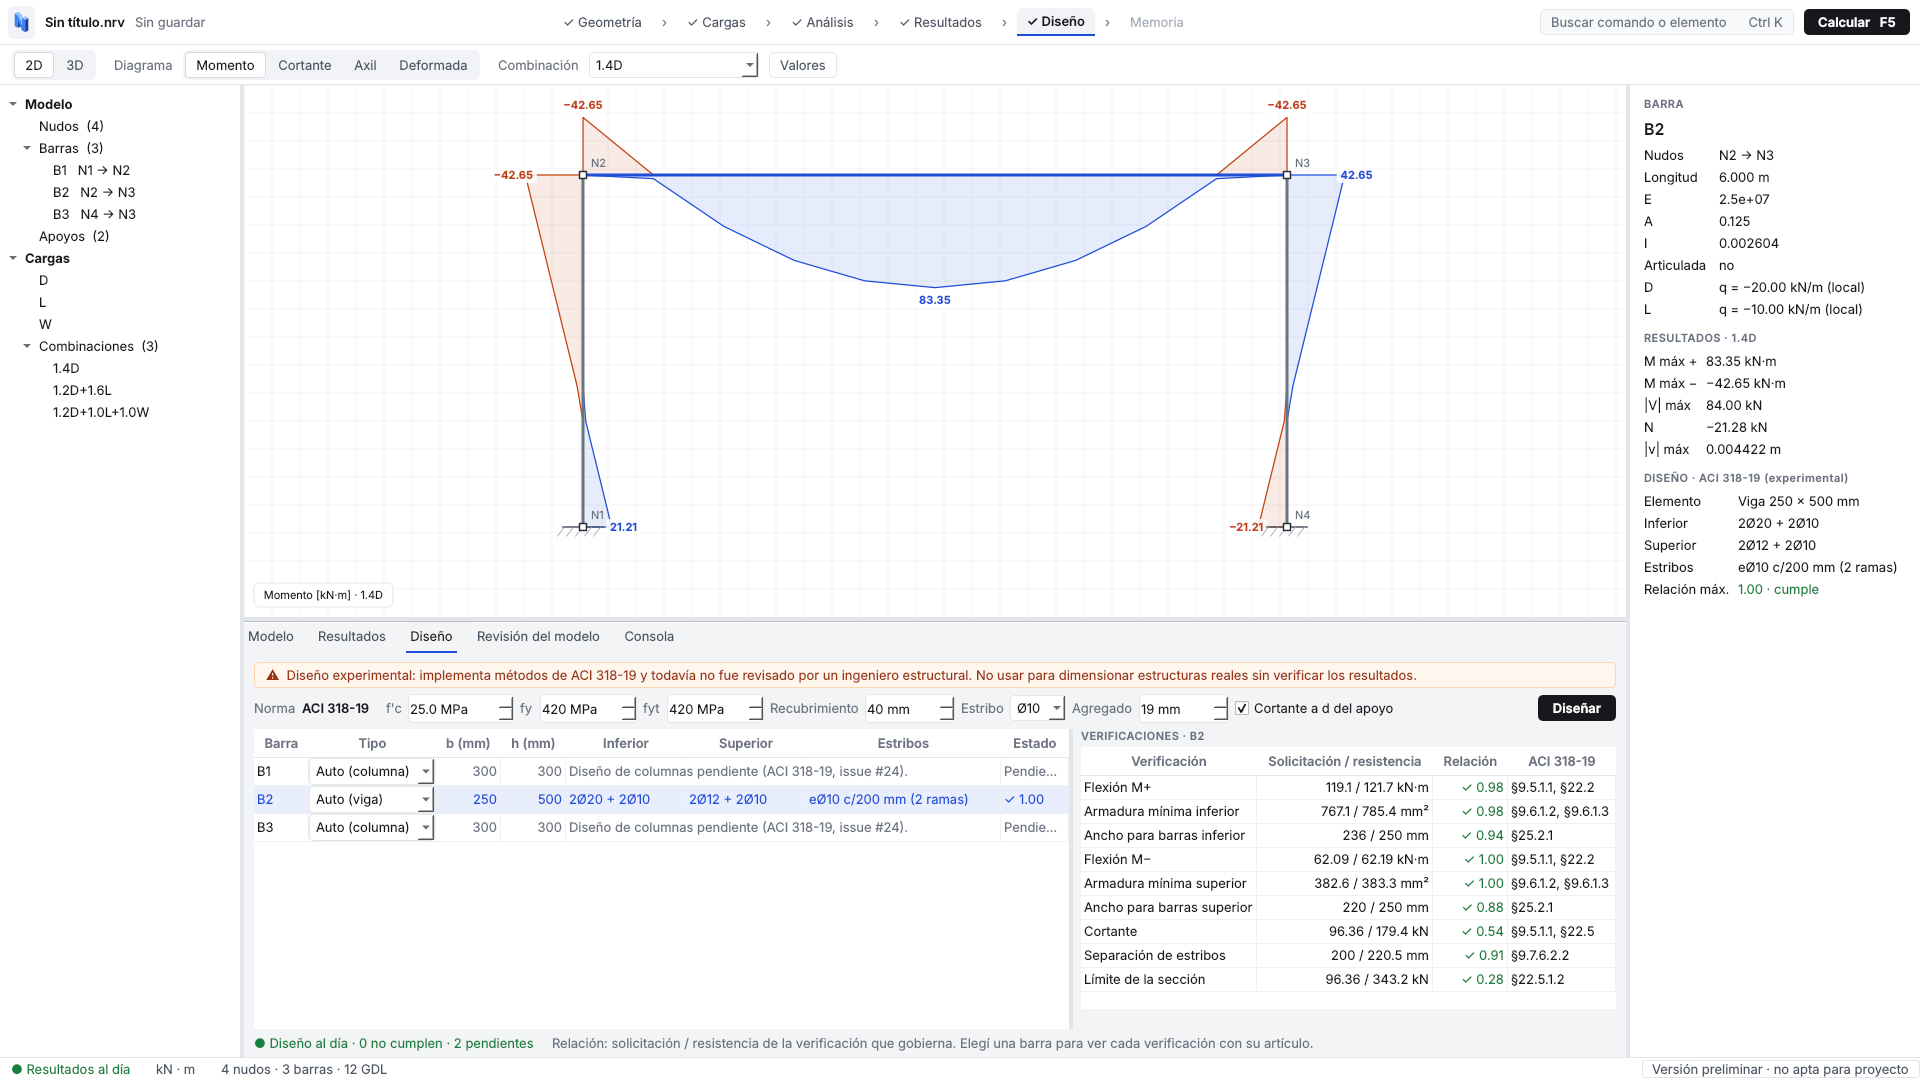 Sin título.nrv Sin guardar ✓ Geometría › ✓ Cargas › ✓ Análisis › ✓ Resultados › ✓ Diseño › Memoria Buscar comando o elemento Ctrl K Calcular F5
2D 3D Diagrama Momento Cortante Axil Deformada Combinación 1.4D Valores
Modelo
Nudos (4)
Barras (3)
B1 N1 → N2
B2 N2 → N3
B3 N4 → N3
Apoyos (2)
Cargas
D
L
W
Combinaciones (3)
1.4D
1.2D+1.6L
1.2D+1.0L+1.0W
−42.65 −42.65
N2 N3
−42.65 42.65
83.35
N1 N4
21.21 −21.21
Momento [kN·m] · 1.4D
BARRA
B2
Nudos N2 → N3
Longitud 6.000 m
E 2.5e+07
A 0.125
I 0.002604
Articulada no
D q = −20.00 kN/m (local)
L q = −10.00 kN/m (local)
RESULTADOS · 1.4D
M máx + 83.35 kN·m
M máx − −42.65 kN·m
|V| máx 84.00 kN
N −21.28 kN
|v| máx 0.004422 m
DISEÑO · ACI 318-19 (experimental)
Elemento Viga 250 × 500 mm
Inferior 2Ø20 + 2Ø10
Superior 2Ø12 + 2Ø10
Estribos eØ10 c/200 mm (2 ramas)
Relación máx. 1.00 · cumple
Modelo Resultados Diseño Revisión del modelo Consola
⚠ Diseño experimental: implementa métodos de ACI 318-19 y todavía no fue revisado por un ingeniero estructural. No usar para dimensionar estructuras reales sin verificar los resultados.
Norma ACI 318-19 f'c 25.0 MPa fy 420 MPa fyt 420 MPa Recubrimiento 40 mm Estribo Ø10 Agregado 19 mm Cortante a d del apoyo Diseñar
Barra Tipo b (mm) h (mm) Inferior Superior Estribos Estado
B1 Auto (columna) 300 300 Diseño de columnas pendiente (ACI 318-19, issue #24). Pendie...
B2 Auto (viga) 250 500 2Ø20 + 2Ø10 2Ø12 + 2Ø10 eØ10 c/200 mm (2 ramas) ✓ 1.00
B3 Auto (columna) 300 300 Diseño de columnas pendiente (ACI 318-19, issue #24). Pendie...
VERIFICACIONES · B2
Verificación Solicitación / resistencia Relación ACI 318-19
Flexión M+ 119.1 / 121.7 kN·m ✓ 0.98 §9.5.1.1, §22.2
Armadura mínima inferior 767.1 / 785.4 mm² ✓ 0.98 §9.6.1.2, §9.6.1.3
Ancho para barras inferior 236 / 250 mm ✓ 0.94 §25.2.1
Flexión M− 62.09 / 62.19 kN·m ✓ 1.00 §9.5.1.1, §22.2
Armadura mínima superior 382.6 / 383.3 mm² ✓ 1.00 §9.6.1.2, §9.6.1.3
Ancho para barras superior 220 / 250 mm ✓ 0.88 §25.2.1
Cortante 96.36 / 179.4 kN ✓ 0.54 §9.5.1.1, §22.5
Separación de estribos 200 / 220.5 mm ✓ 0.91 §9.7.6.2.2
Límite de la sección 96.36 / 343.2 kN ✓ 0.28 §22.5.1.2
Diseño al día · 0 no cumplen · 2 pendientes Relación: solicitación / resistencia de la verificación que gobierna. Elegí una barra para ver cada verificación con su artículo.
Resultados al día kN · m 4 nudos · 3 barras · 12 GDL Versión preliminar · no apta para proyecto